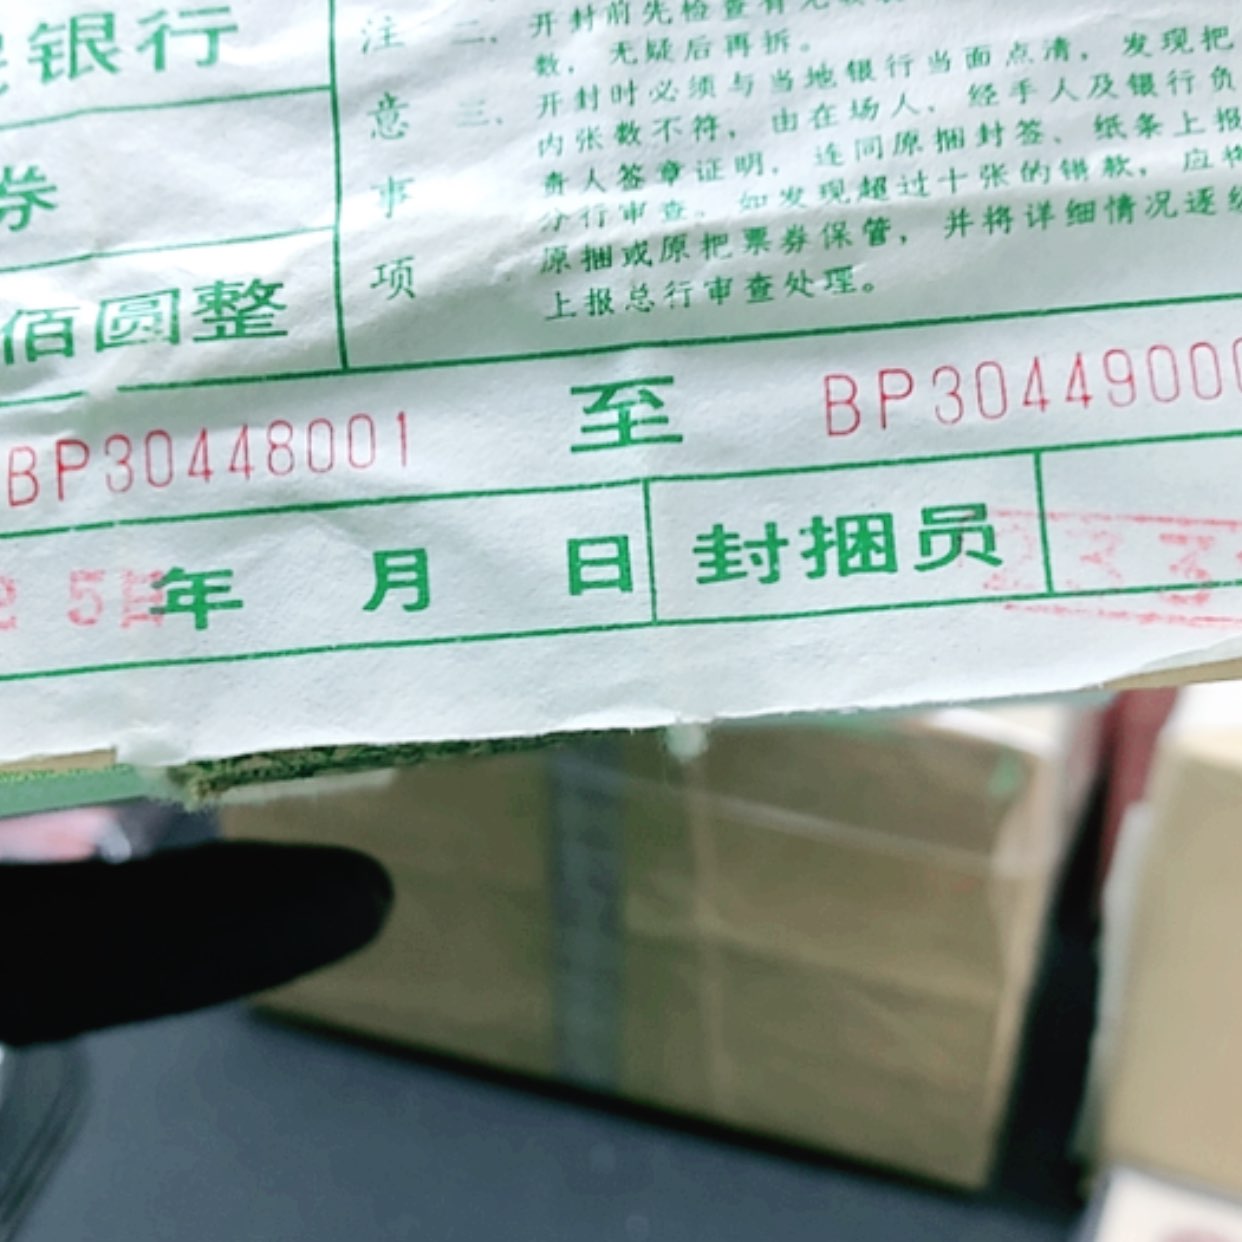 银行
券
佰圆整
注意事项
二、开封前先检查有无
数，无疑后再拆。
三、开封时必须与当地银行当面点清，发现把
内张数不符，由在场人、经手人及银行负
责人签章证明，连同原捆封签、纸条上报
分行审查。如发现超过十张的错款，应将
原捆或原把票券保管，并将详细情况逐级
上报总行审查处理。
BP30448001 至 BP3044900
年 月 日 封捆员